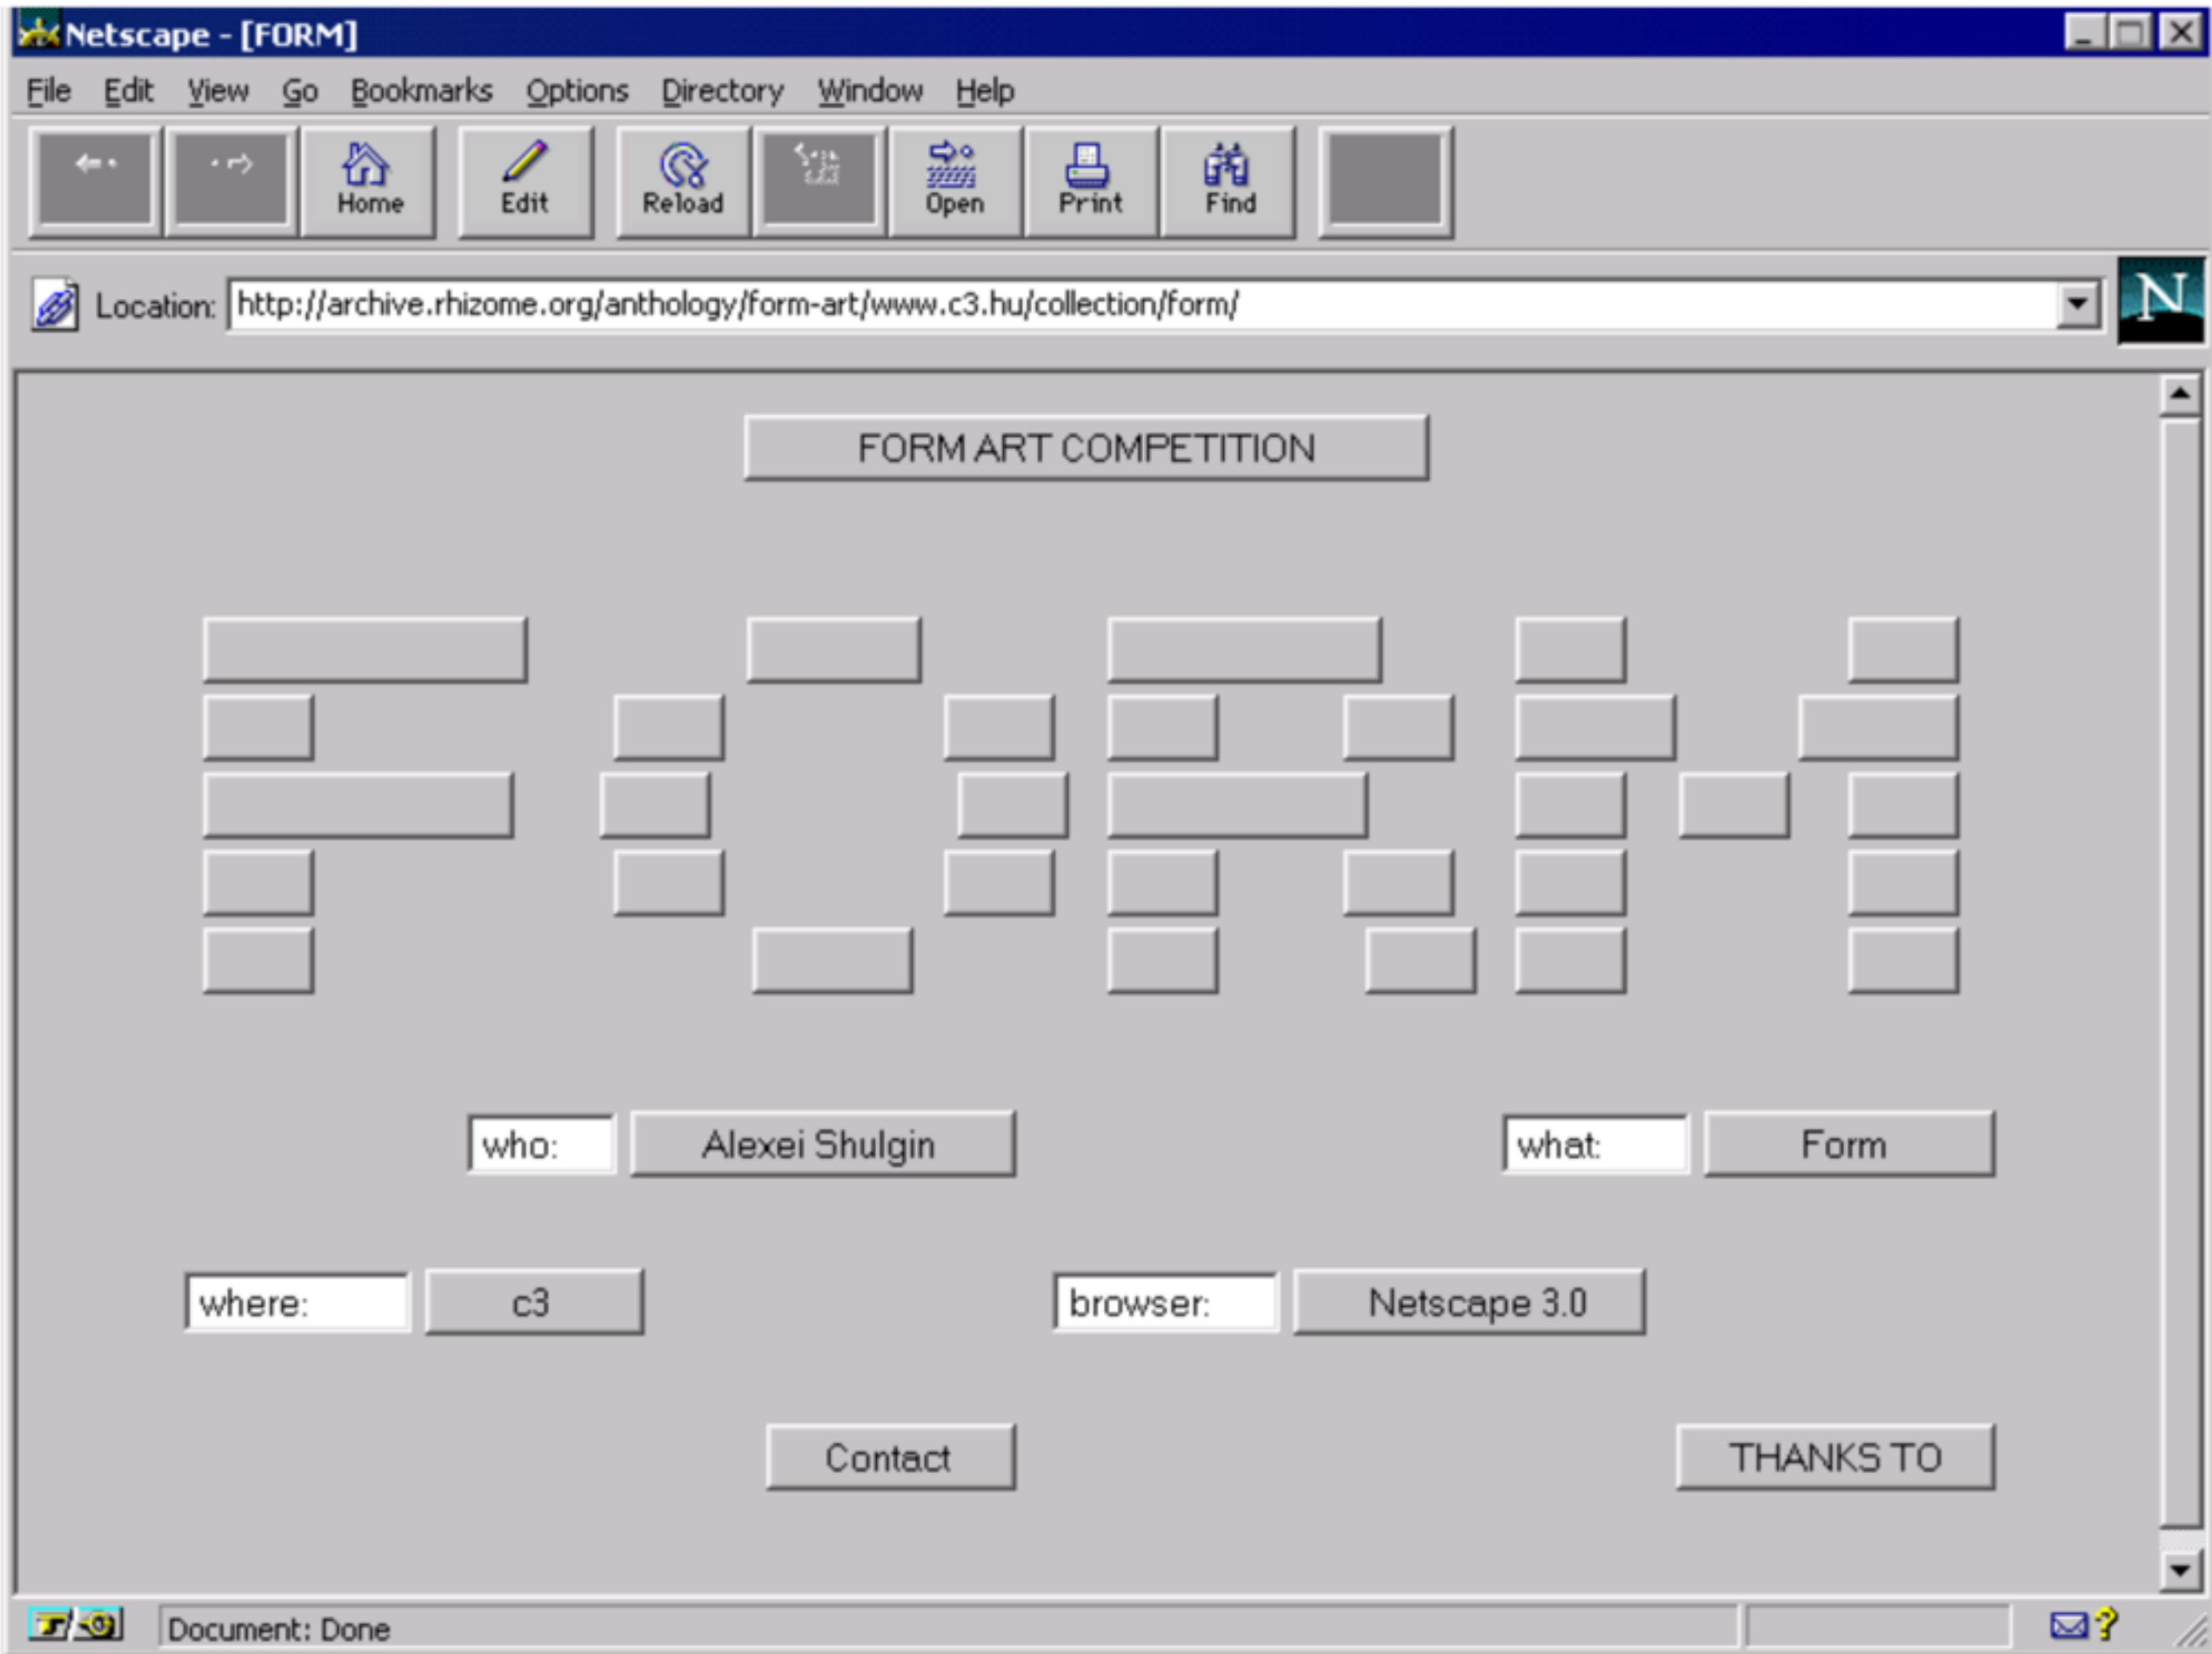 Netscape - [FORM]
File Edit View Go Bookmarks Options Directory Window Help
Home Edit Reload Open Print Find
Location: http://archive.rhizome.org/anthology/form-art/www.c3.hu/collection/form/
N
FORM ART COMPETITION
FORM
who: Alexei Shulgin what: Form
where: c3 browser: Netscape 3.0
Contact THANKS TO
Document: Done
?